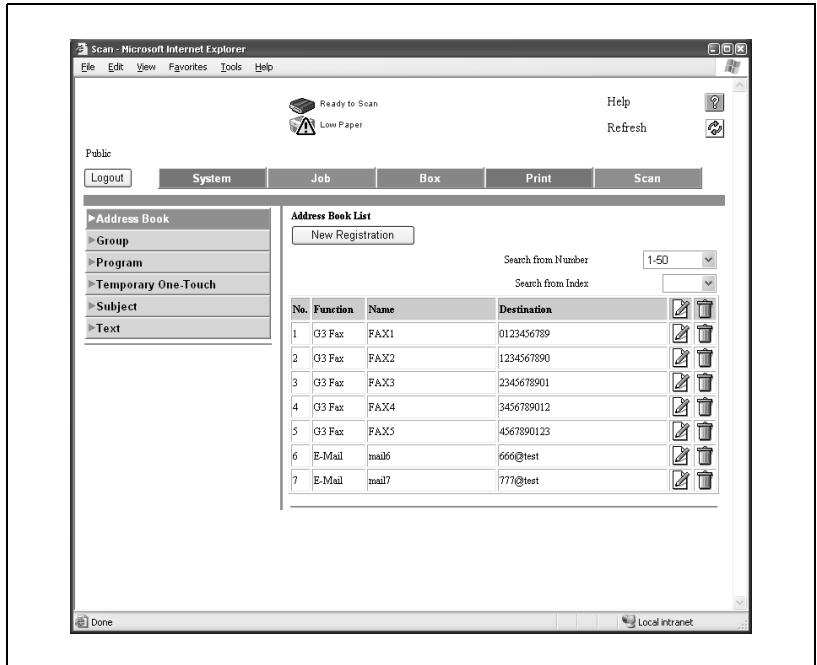 Scan - Microsoft Internet Explorer
File Edit View Favorites Tools Help
Ready to Scan
Low Paper
Help
Refresh
Public
Logout System Job Box Print Scan
Address Book
Group
Program
Temporary One-Touch
Subject
Text
Address Book List
New Registration
Search from Number 1-50
Search from Index
No. Function Name Destination
1 G3 Fax FAX1 0123456789
2 G3 Fax FAX2 1234567890
3 G3 Fax FAX3 2345678901
4 G3 Fax FAX4 3456789012
5 G3 Fax FAX5 4567890123
6 E-Mail mail6 666@test
7 E-Mail mail7 777@test
Done Local intranet